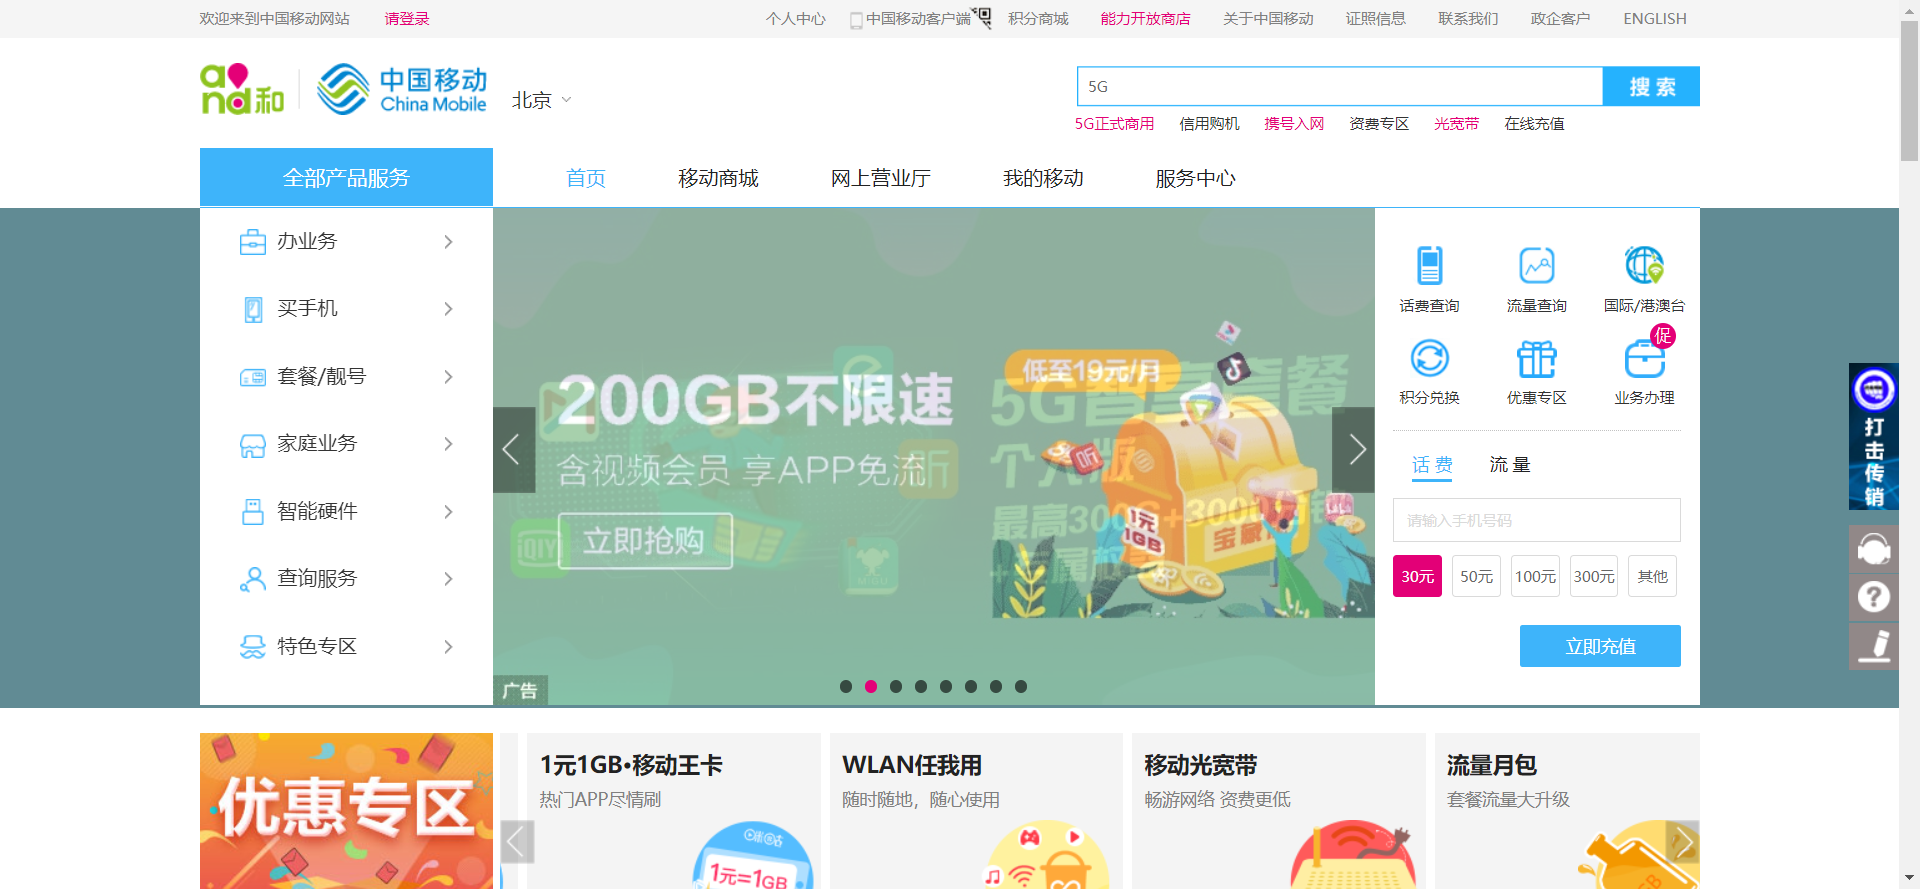 欢迎来到中国移动网站 请登录 个人中心 中国移动客户端 积分商城 能力开放商店 关于中国移动 证照信息 联系我们 政企客户 ENGLISH
and和 中国移动 China Mobile 北京
5G 搜索
5G正式商用 信用购机 携号入网 资费专区 光宽带 在线充值
全部产品服务 首页 移动商城 网上营业厅 我的移动 服务中心
办业务
买手机
套餐/靓号
家庭业务
智能硬件
查询服务
特色专区
200GB不限速
含视频会员 享APP免流
立即抢购
低至19元/月
5G智享套餐
个人版
1元
1GB
iQIY
广告
话费查询 流量查询 国际/港澳台
促
积分兑换 优惠专区 业务办理
话费 流量
请输入手机号码
30元 50元 100元 300元 其他
立即充值
打击传销
优惠专区
1元1GB·移动王卡
热门APP尽情刷
1元=1GB
WLAN任我用
随时随地，随心使用
移动光宽带
畅游网络 资费更低
流量月包
套餐流量大升级